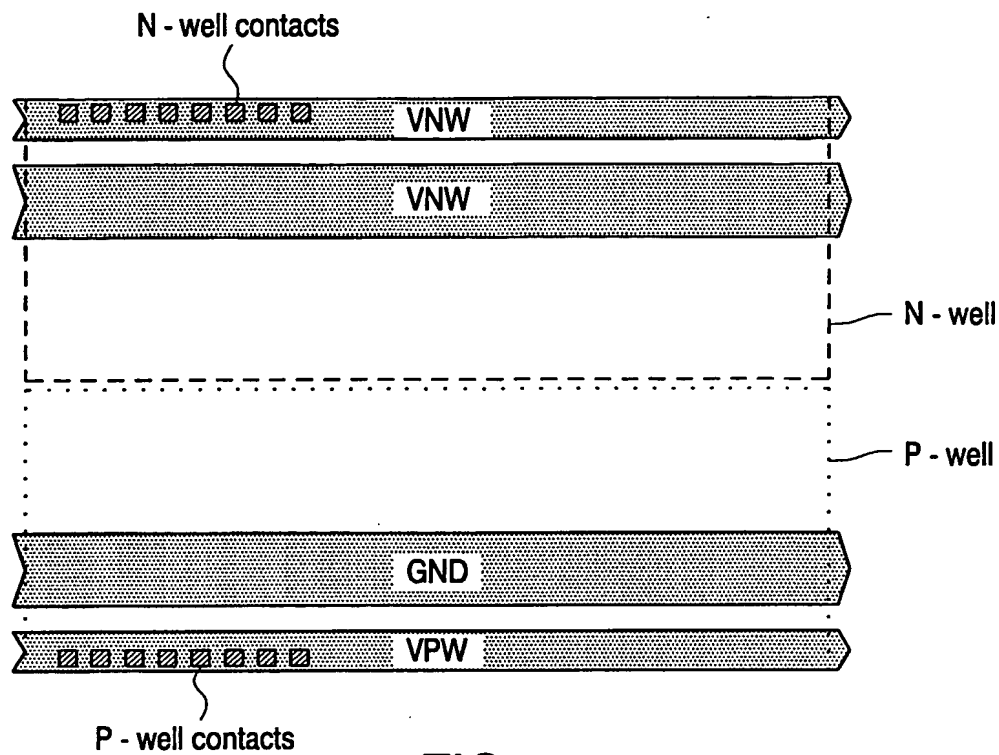 N - well contacts
VNW
VNW
N - well
P - well
GND
VPW
P - well contacts